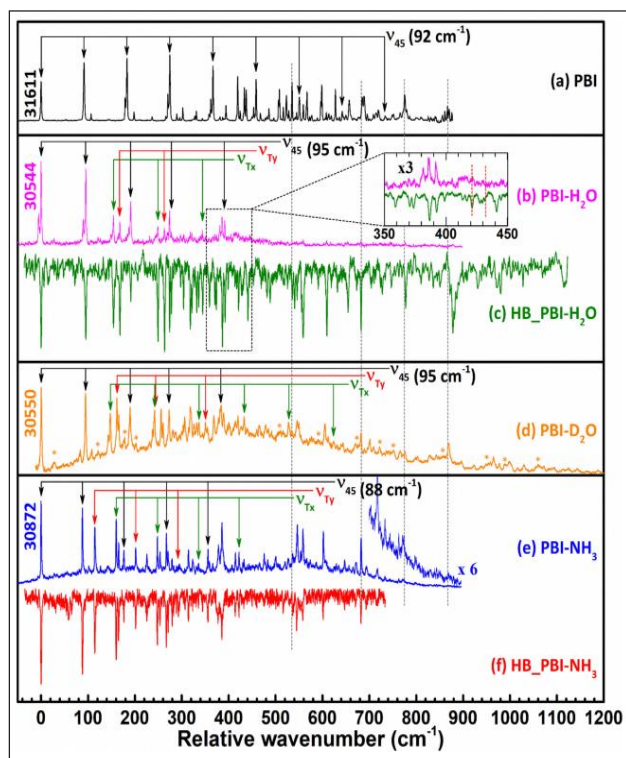 ν45 (92 cm-1)
31611
(a) PBI
ν45 (95 cm-1)
νTy
νTx
30544
x3
(b) PBI-H2O
350 400 450
(c) HB_PBI-H2O
ν45 (95 cm-1)
νTy
νTx
30550
(d) PBI-D2O
ν45 (88 cm-1)
νTy
νTx
30872
(e) PBI-NH3
x 6
(f) HB_PBI-NH3
0 100 200 300 400 500 600 700 800 900 1000 1100 1200
Relative wavenumber (cm-1)